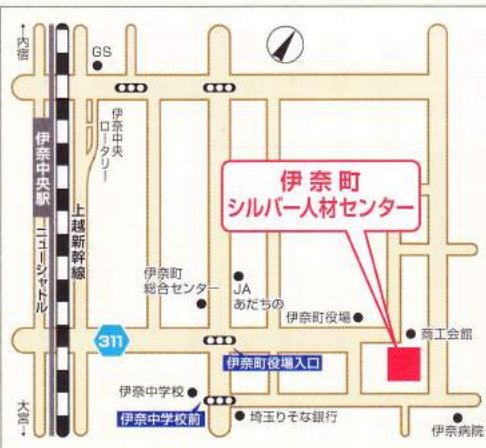 ←内宿
GS
伊奈中央
ロータリー
伊奈中央駅
ニューシャトル
上越新幹線
伊奈町
シルバー人材センター
伊奈町
総合センター
JA
あだちの
伊奈町役場
商工会館
311
伊奈町役場入口
伊奈中学校
伊奈中学校前
埼玉りそな銀行
伊奈病院
大宮→